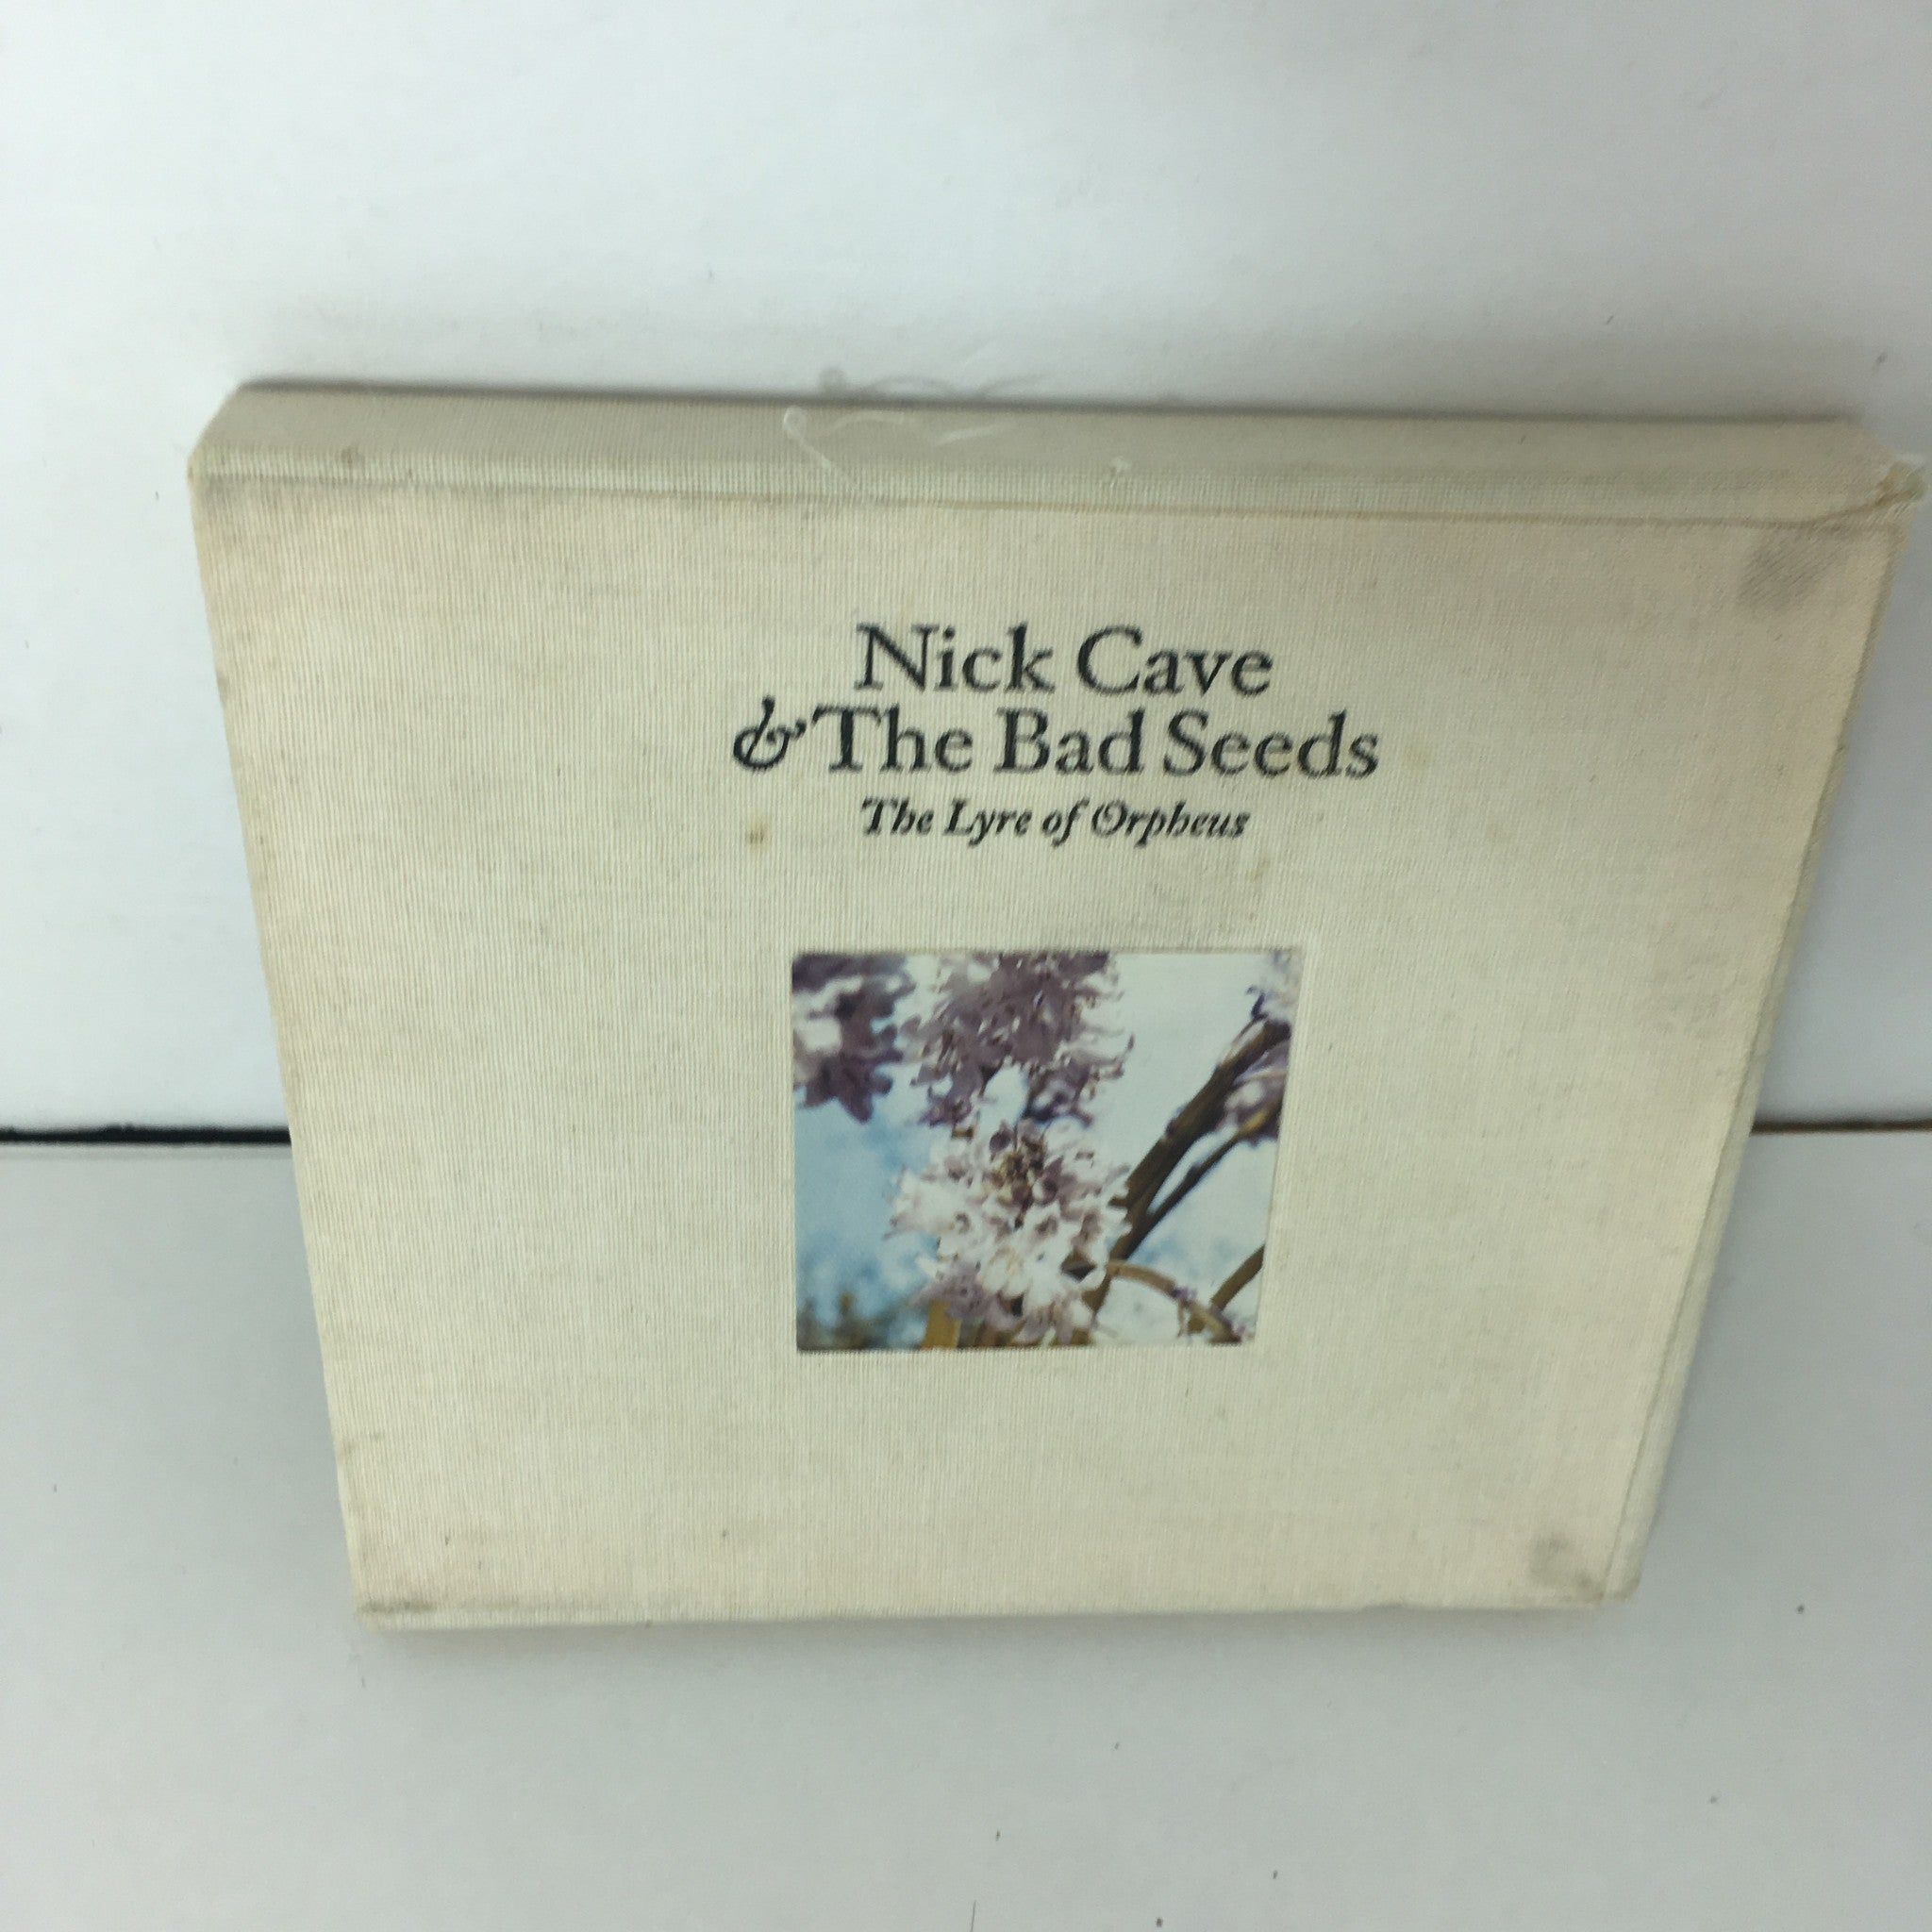 Nick Cave
& The Bad Seeds
The Lyre of Orpheus